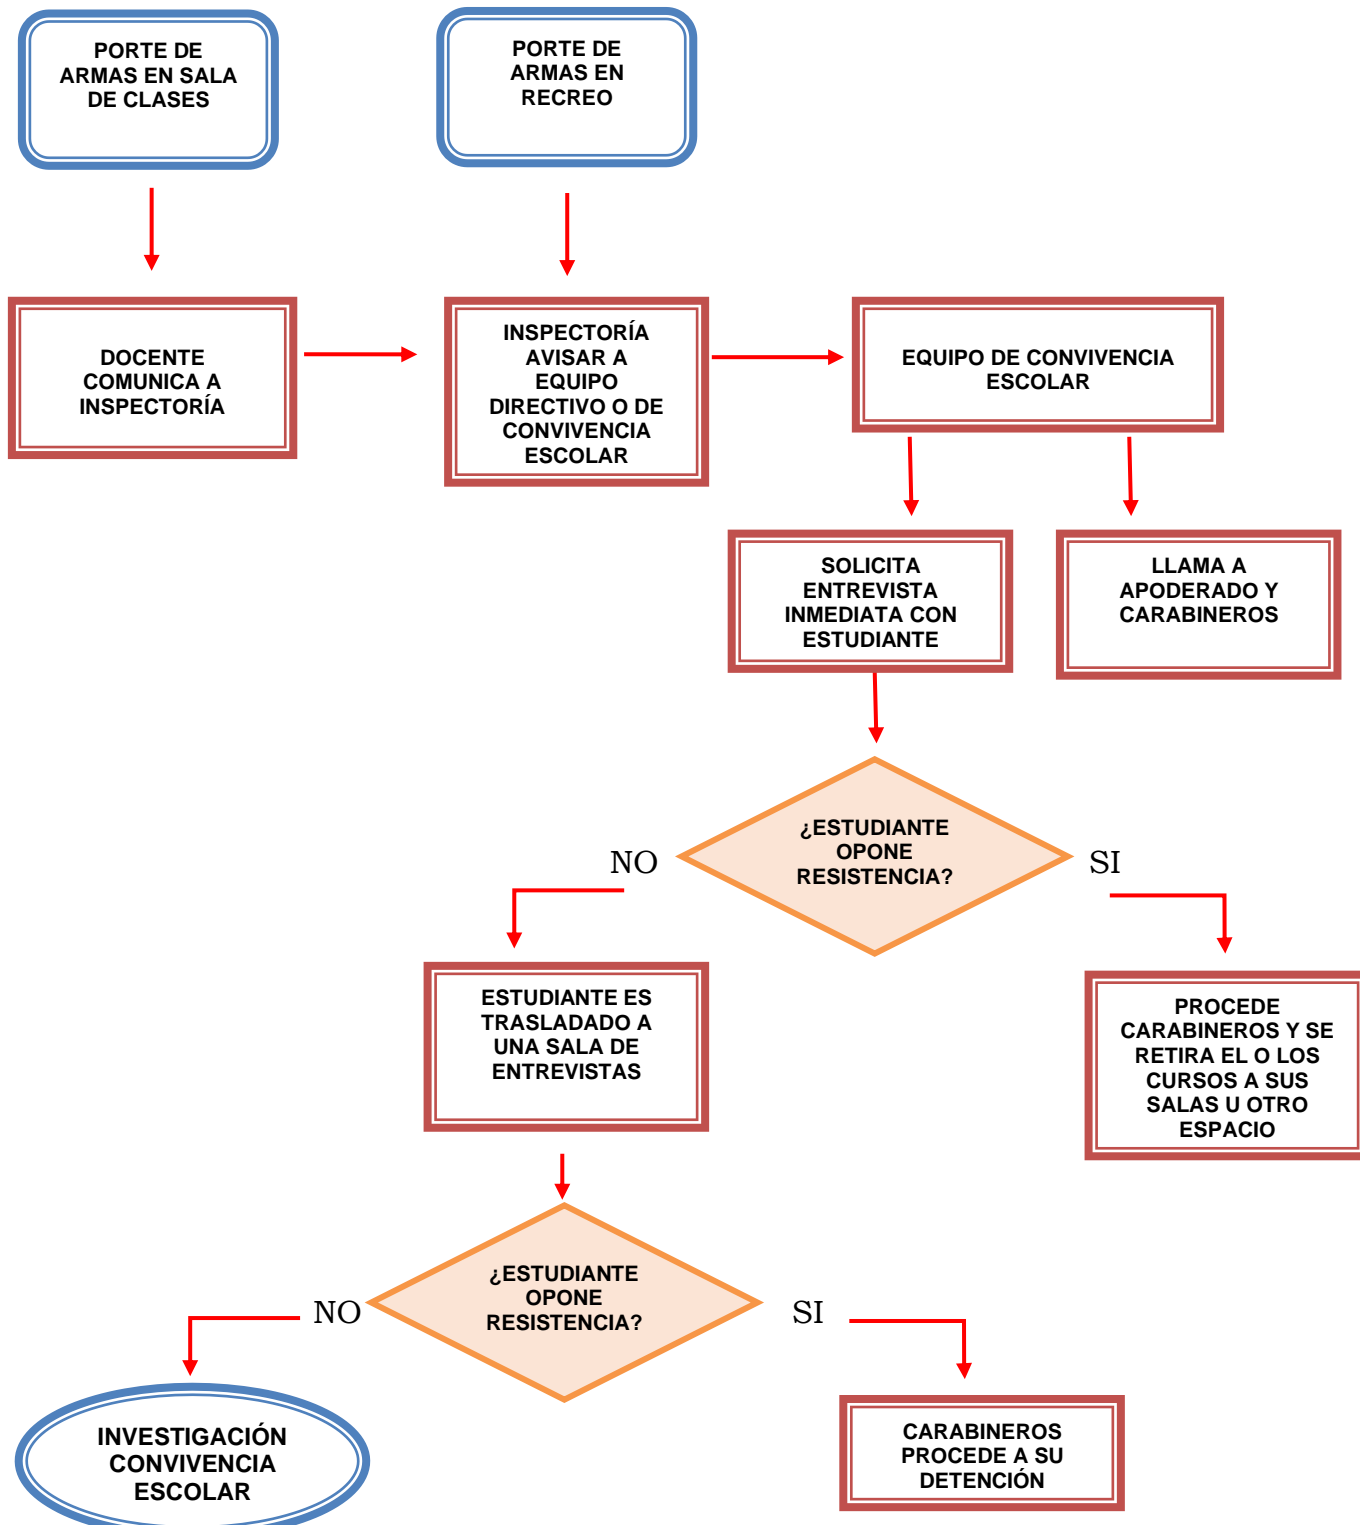 PORTE DE
ARMAS EN SALA
DE CLASES
PORTE DE
ARMAS EN
RECREO
DOCENTE
COMUNICA A
INSPECTORÍA
INSPECTORÍA
AVISAR A
EQUIPO
DIRECTIVO O DE
CONVIVENCIA
ESCOLAR
EQUIPO DE CONVIVENCIA
ESCOLAR
SOLICITA
ENTREVISTA
INMEDIATA CON
ESTUDIANTE
LLAMA A
APODERADO Y
CARABINEROS
¿ESTUDIANTE
OPONE
RESISTENCIA?
NO
SI
ESTUDIANTE ES
TRASLADADO A
UNA SALA DE
ENTREVISTAS
PROCEDE
CARABINEROS Y SE
RETIRA EL O LOS
CURSOS A SUS
SALAS U OTRO
ESPACIO
¿ESTUDIANTE
OPONE
RESISTENCIA?
NO
SI
INVESTIGACIÓN
CONVIVENCIA
ESCOLAR
CARABINEROS
PROCEDE A SU
DETENCIÓN